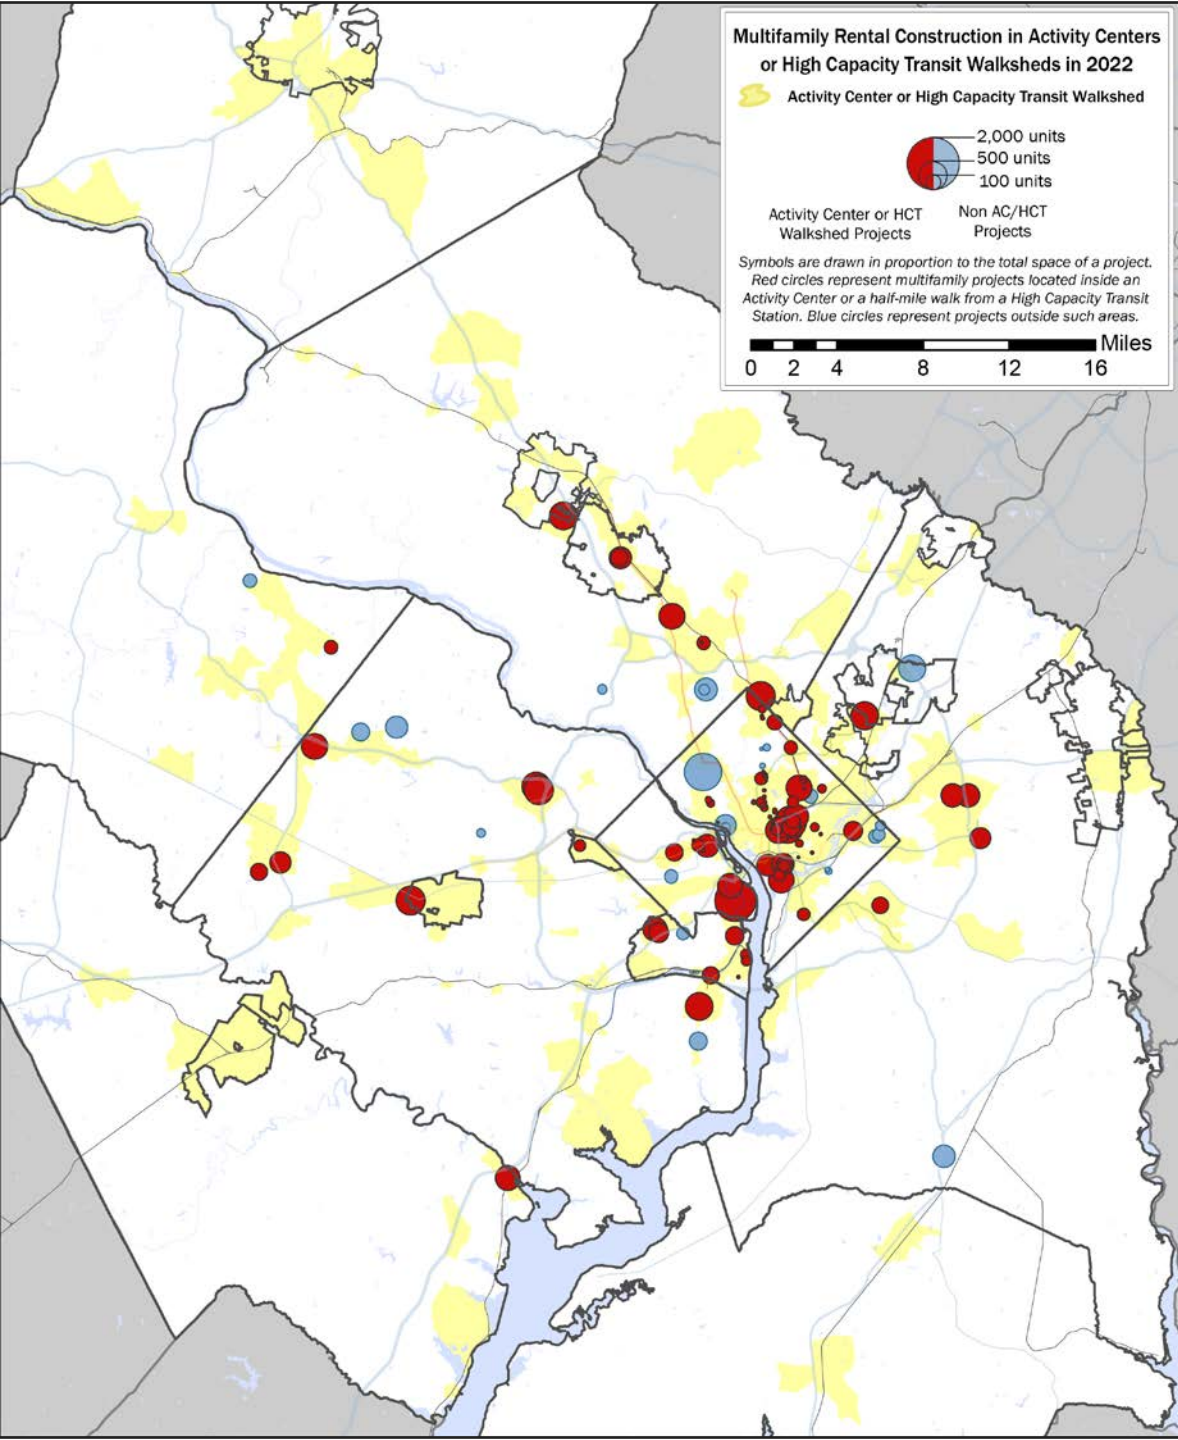 Multifamily Rental Construction in Activity Centers
or High Capacity Transit Walksheds in 2022
Activity Center or High Capacity Transit Walkshed
2,000 units
500 units
100 units
Activity Center or HCT
Walkshed Projects
Non AC/HCT
Projects
Symbols are drawn in proportion to the total space of a project.
Red circles represent multifamily projects located inside an
Activity Center or a half-mile walk from a High Capacity Transit
Station. Blue circles represent projects outside such areas.
Miles
0 2 4 8 12 16